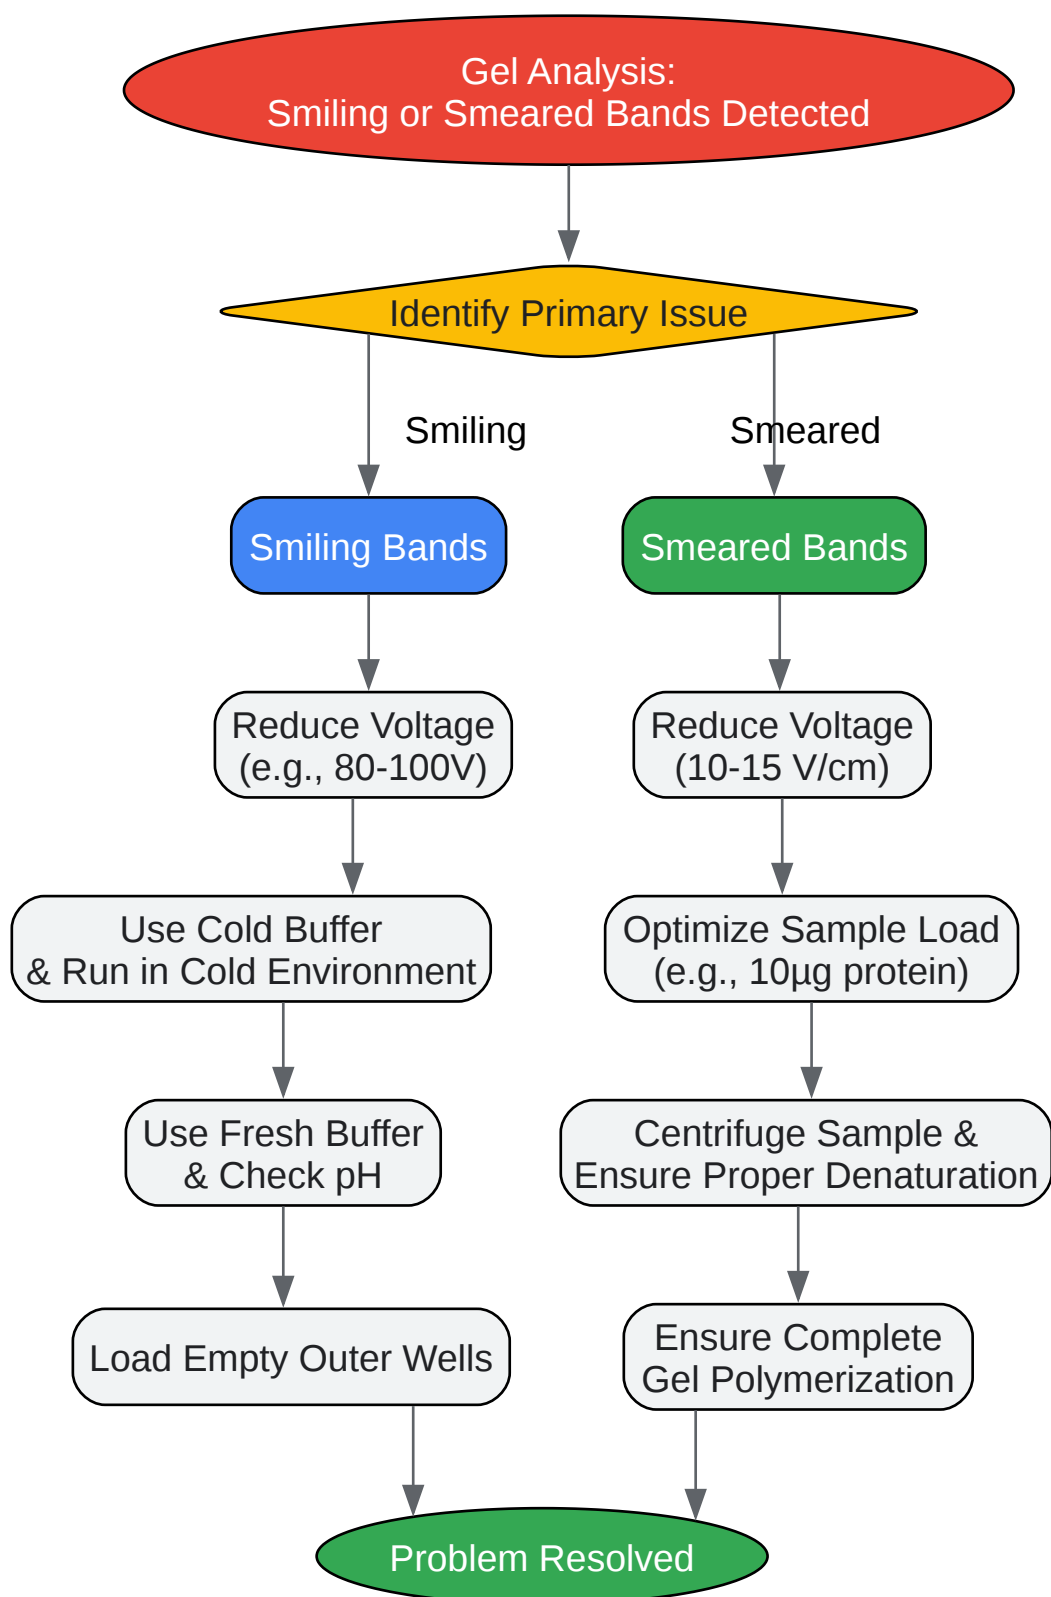 Gel Analysis:
Smiling or Smeared Bands Detected
Identify Primary Issue
Smiling
Smeared
Smiling Bands
Smeared Bands
Reduce Voltage
(e.g., 80-100V)
Reduce Voltage
(10-15 V/cm)
Use Cold Buffer
& Run in Cold Environment
Optimize Sample Load
(e.g., 10µg protein)
Use Fresh Buffer
& Check pH
Centrifuge Sample &
Ensure Proper Denaturation
Load Empty Outer Wells
Ensure Complete
Gel Polymerization
Problem Resolved